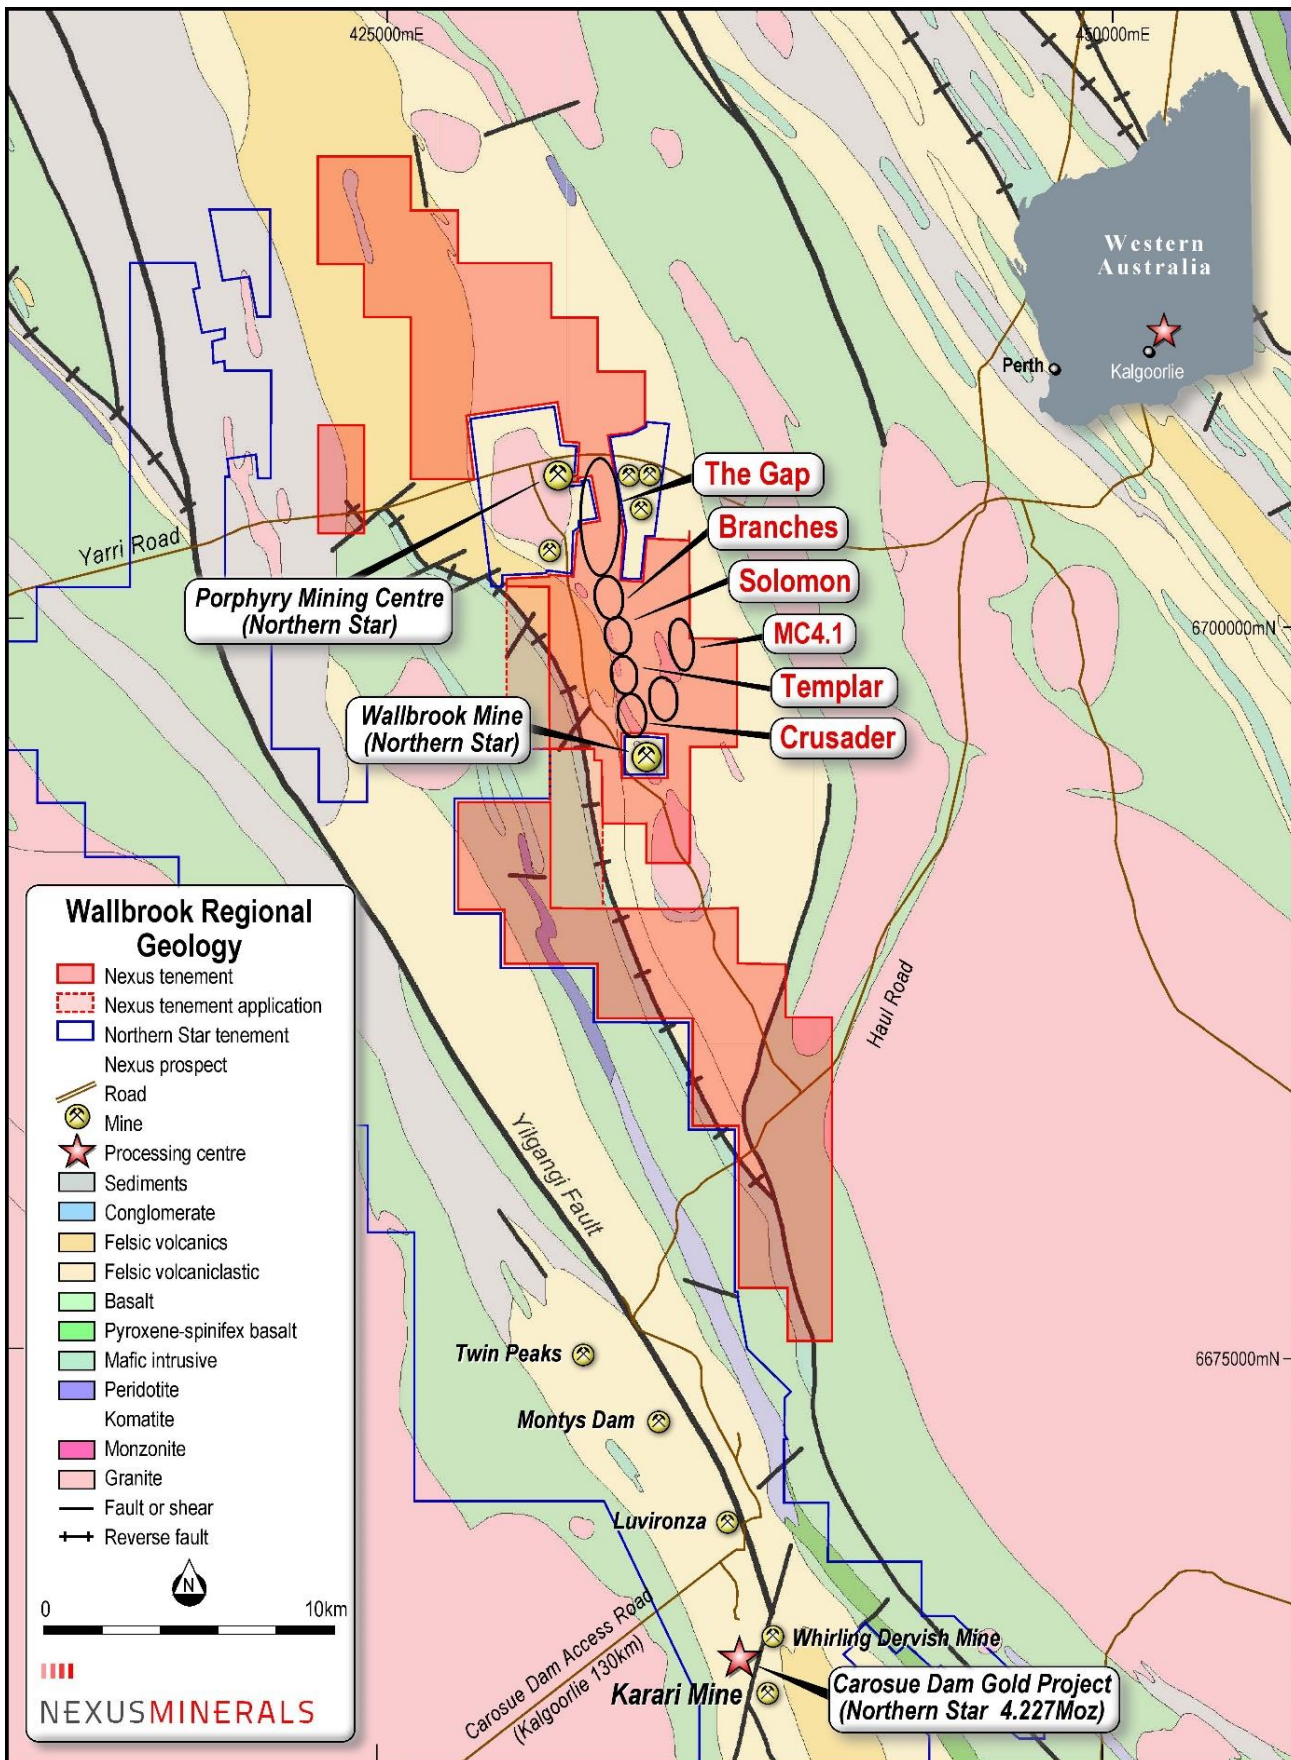 425000mE
450000mE
Western
Australia
Perth
Kalgoorlie
The Gap
Branches
Solomon
MC4.1
Templar
Crusader
Yarri Road
Porphyry Mining Centre
(Northern Star)
6700000mN
Wallbrook Mine
(Northern Star)
Haul Road
Wallbrook Regional
Geology
Nexus tenement
Nexus tenement application
Northern Star tenement
Nexus prospect
Road
Mine
Processing centre
Sediments
Conglomerate
Felsic volcanics
Felsic volcaniclastic
Basalt
Pyroxene-spinifex basalt
Mafic intrusive
Peridotite
Komatite
Monzonite
Granite
Fault or shear
Reverse fault
N
0 10km
NEXUSMINERALS
Yilgangi Fault
Twin Peaks
6675000mN
Montys Dam
Luvironza
Carosue Dam Access Road
(Kalgoorlie 130km)
Whirling Dervish Mine
Karari Mine
Carosue Dam Gold Project
(Northern Star 4.227Moz)